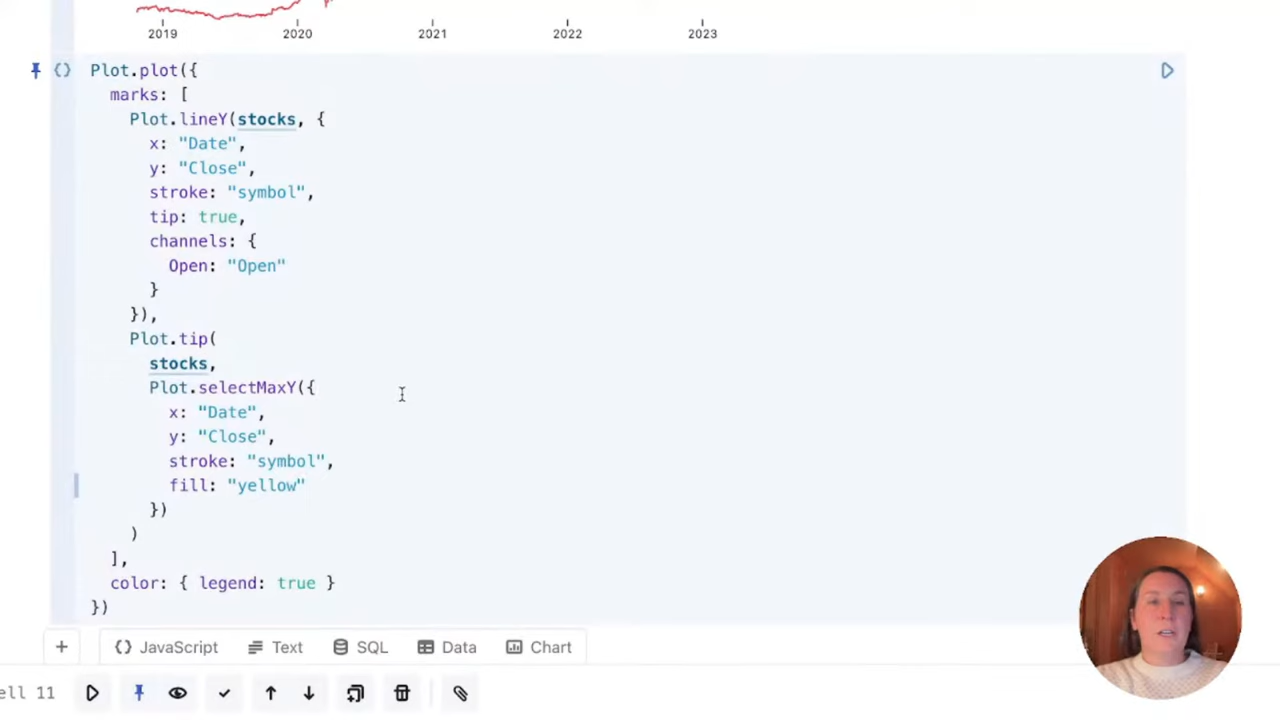 2019 2020 2021 2022 2023
Plot.plot({
marks: [
Plot.lineY(stocks, {
x: "Date",
y: "Close",
stroke: "symbol",
tip: true,
channels: {
Open: "Open"
}
}),
Plot.tip(
stocks,
Plot.selectMaxY({
x: "Date",
y: "Close",
stroke: "symbol",
fill: "yellow"
})
)
],
color: { legend: true }
})
+ {} JavaScript Text SQL Data Chart
ell 11